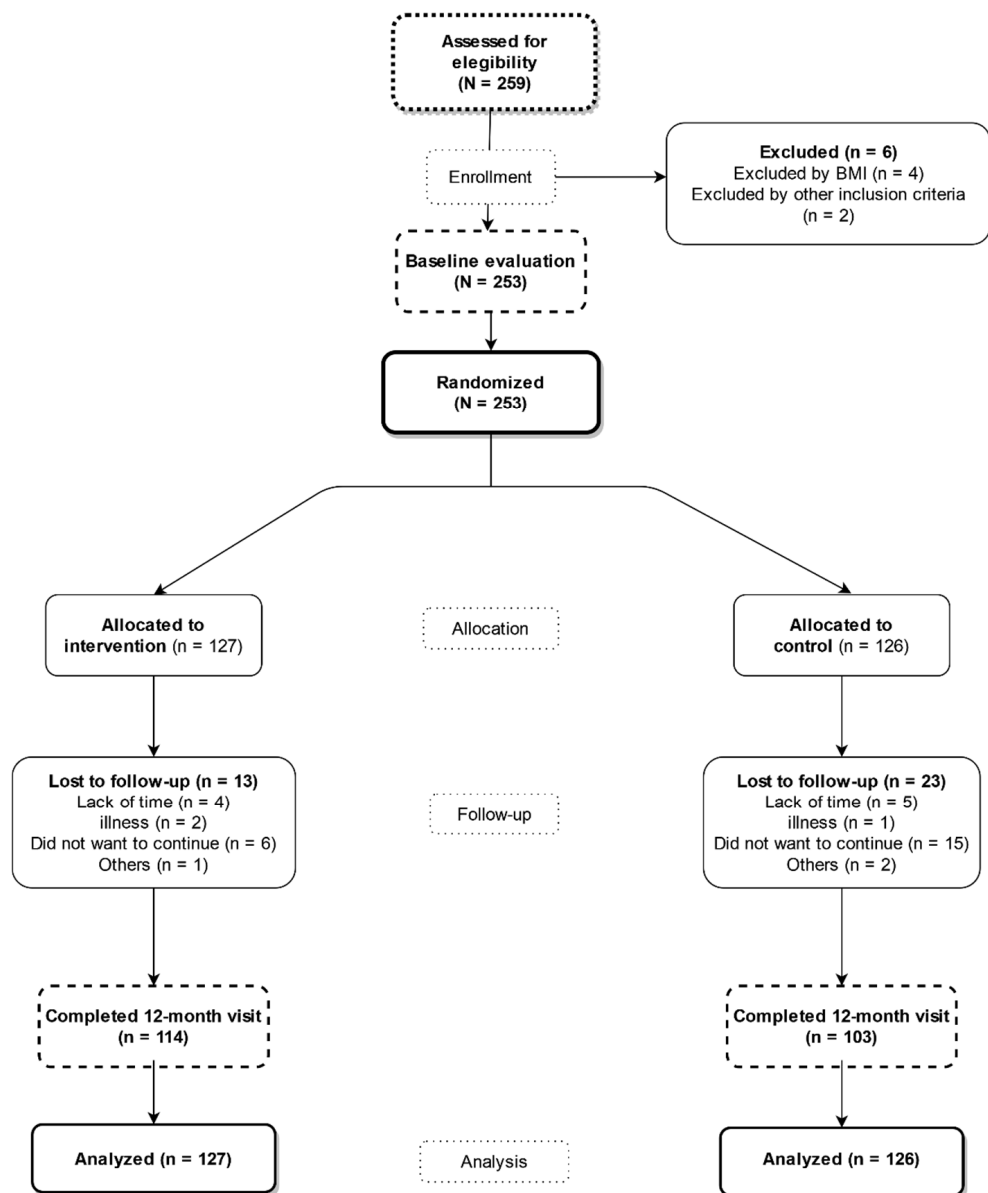 Assessed for
elegibility
(N = 259)
Enrollment
Excluded (n = 6)
Excluded by BMI (n = 4)
Excluded by other inclusion criteria
(n = 2)
Baseline evaluation
(N = 253)
Randomized
(N = 253)
Allocated to
intervention (n = 127)
Allocation
Allocated to
control (n = 126)
Lost to follow-up (n = 13)
Lack of time (n = 4)
illness (n = 2)
Did not want to continue (n = 6)
Others (n = 1)
Follow-up
Lost to follow-up (n = 23)
Lack of time (n = 5)
illness (n = 1)
Did not want to continue (n = 15)
Others (n = 2)
Completed 12-month visit
(n = 114)
Completed 12-month visit
(n = 103)
Analyzed (n = 127)
Analysis
Analyzed (n = 126)